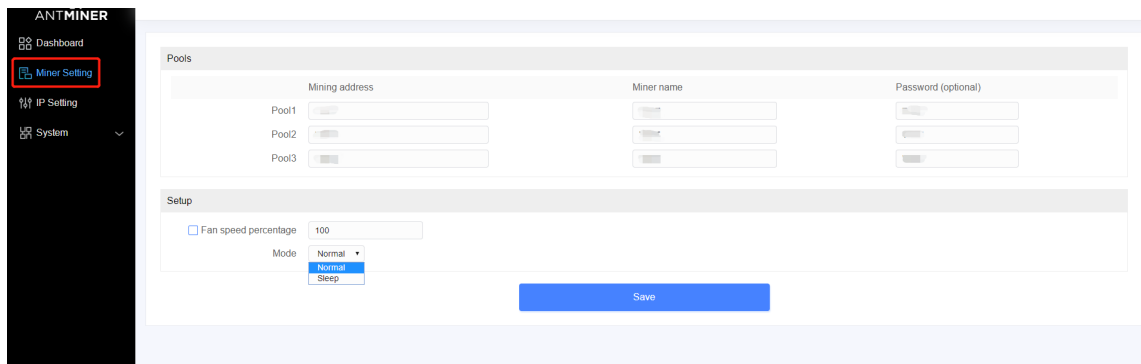 ANTMINER
Dashboard
Miner Setting
IP Setting
System
Pools
Mining address Miner name Password (optional)
Pool1
Pool2
Pool3
Setup
Fan speed percentage 100
Mode Normal
Normal
Sleep
Save